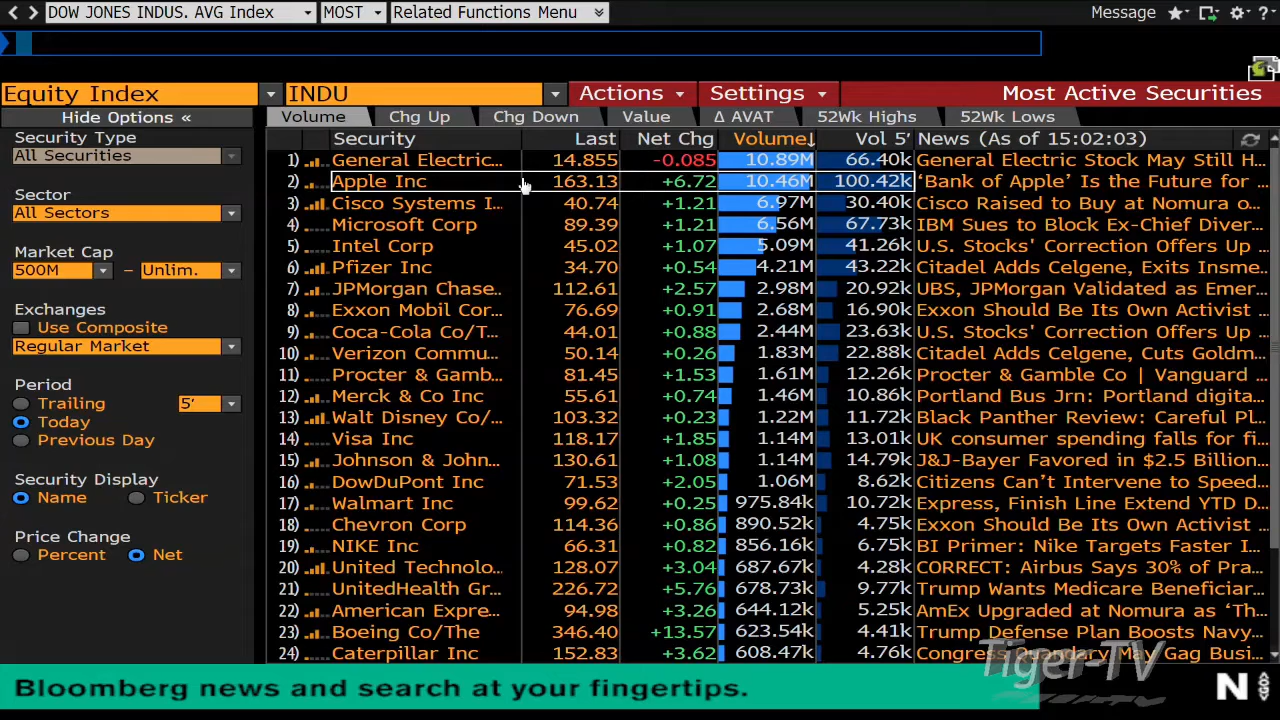 DOW JONES INDUS. AVG Index MOST Related Functions Menu Message
Equity Index INDU Actions Settings Most Active Securities
Hide Options « Volume Chg Up Chg Down Value Δ AVAT 52Wk Highs 52Wk Lows
Security Type
All Securities
Sector
All Sectors
Market Cap
500M – Unlim.
Exchanges
Use Composite
Regular Market
Period
Trailing 5'
Today
Previous Day
Security Display
Name Ticker
Price Change
Percent Net
Security Last Net Chg Volume↓ Vol 5' News (As of 15:02:03)
1) General Electric... 14.855 -0.085 10.89M 66.40k General Electric Stock May Still H...
2) Apple Inc 163.13 +6.72 10.46M 100.42k ‘Bank of Apple’ Is the Future for ...
3) Cisco Systems I... 40.74 +1.21 6.97M 30.40k Cisco Raised to Buy at Nomura o...
4) Microsoft Corp 89.39 +1.21 6.56M 67.73k IBM Sues to Block Ex-Chief Diver...
5) Intel Corp 45.02 +1.07 5.09M 41.26k U.S. Stocks' Correction Offers Up ...
6) Pfizer Inc 34.70 +0.54 4.21M 43.22k Citadel Adds Celgene, Exits Insme...
7) JPMorgan Chase... 112.61 +2.57 2.98M 20.92k UBS, JPMorgan Validated as Emer...
8) Exxon Mobil Cor... 76.69 +0.91 2.68M 16.90k Exxon Should Be Its Own Activist ...
9) Coca-Cola Co/T... 44.01 +0.88 2.44M 23.63k U.S. Stocks' Correction Offers Up ...
10) Verizon Commu... 50.14 +0.26 1.83M 22.88k Citadel Adds Celgene, Cuts Goldm...
11) Procter & Gamb... 81.45 +1.53 1.61M 12.26k Procter & Gamble Co | Vanguard ...
12) Merck & Co Inc 55.61 +0.74 1.46M 10.86k Portland Bus Jrn: Portland digita...
13) Walt Disney Co/... 103.32 +0.23 1.22M 11.72k Black Panther Review: Careful Pl...
14) Visa Inc 118.17 +1.85 1.14M 13.01k UK consumer spending falls for fi...
15) Johnson & John... 130.61 +1.08 1.14M 14.79k J&J-Bayer Favored in $2.5 Billion...
16) DowDuPont Inc 71.53 +2.05 1.06M 8.62k Citizens Can't Intervene to Speed...
17) Walmart Inc 99.62 +0.25 975.84k 10.72k Express, Finish Line Extend YTD D...
18) Chevron Corp 114.36 +0.86 890.52k 4.75k Exxon Should Be Its Own Activist ...
19) NIKE Inc 66.31 +0.82 856.16k 6.75k BI Primer: Nike Targets Faster I...
20) United Technolo... 128.07 +3.04 687.67k 4.28k CORRECT: Airbus Says 30% of Pra...
21) UnitedHealth Gr... 226.72 +5.76 678.73k 9.77k Trump Wants Medicare Beneficiar...
22) American Expre... 94.98 +3.26 644.12k 5.25k AmEx Upgraded at Nomura as ‘Th...
23) Boeing Co/The 346.40 +13.57 623.54k 4.41k Trump Defense Plan Boosts Navy...
24) Caterpillar Inc 152.83 +3.62 608.47k 4.76k Congress Quandary May Gag Busi...
Tiger-TV
Bloomberg news and search at your fingertips.
N